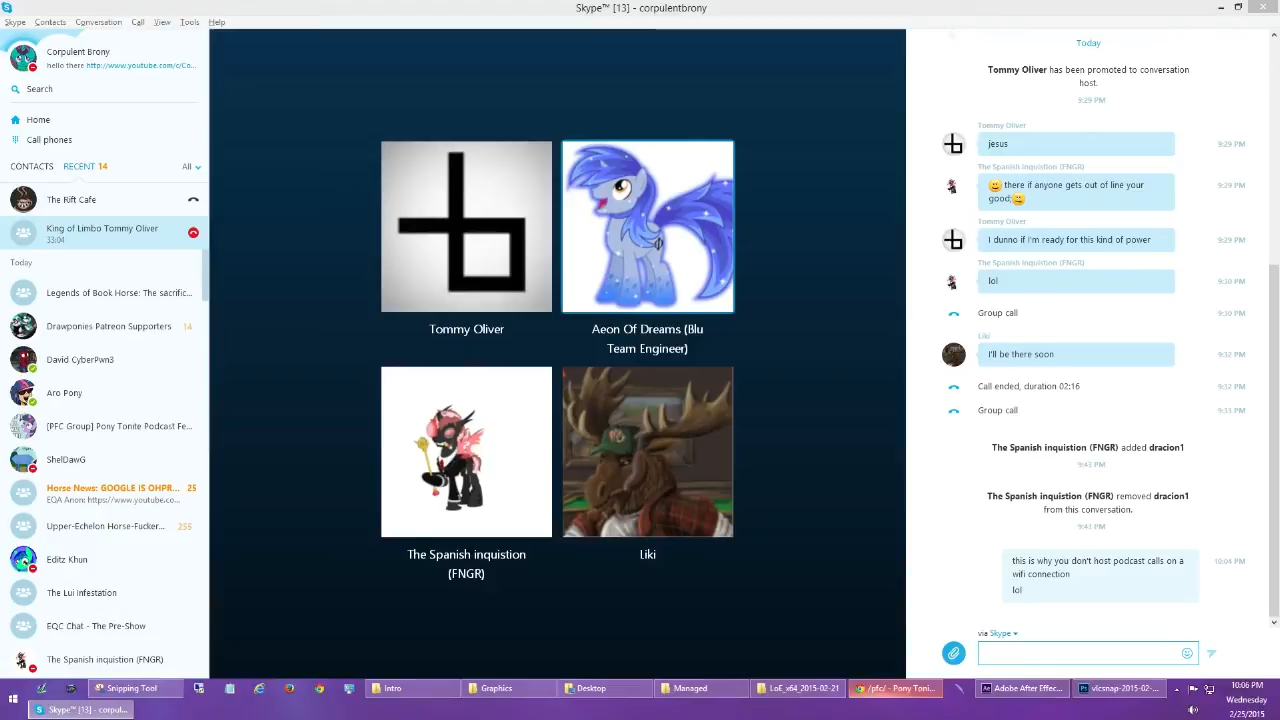 Skype™ [13] - corpulentbrony
Skype Contacts Conversation Call View Tools Help
Corpulent Brony
hello there http://www.youtube.com/c/Co...
Search
Home
Call phones
CONTACTS RECENT 14 All
The Rift Cafe
King of Limbo Tommy Oliver
33:04
Today
Legends of Book Horse: The sacrific...
Drawponies Patreon Supporters 14
David CyberPwn3
Aro Pony
[PFC Group] Pony Tonite Podcast Fe...
ShelDawG
Horse News: GOOGLE IS OHPR... 25
EQA Anon: https://www.youtube.co...
Upper-Echelon Horse-Fucker... 255
Editz Khun
The Lui Infestation
EQC Chat - The Pre-Show
The Spanish inquistion (FNGR)
Tommy Oliver
Aeon Of Dreams (Blu
Team Engineer)
The Spanish inquistion
(FNGR)
Liki
Today
Tommy Oliver has been promoted to conversation
host.
9:29 PM
Tommy Oliver
jesus 9:29 PM
The Spanish inquistion (FNGR)
there if anyone gets out of line your 9:29 PM
good;
Tommy Oliver
I dunno if I'm ready for this kind of power 9:29 PM
The Spanish inquistion (FNGR)
lol 9:30 PM
Group call 9:30 PM
Liki
I'll be there soon 9:32 PM
Call ended, duration 02:16 9:32 PM
Group call 9:33 PM
The Spanish inquistion (FNGR) added dracion1
9:43 PM
The Spanish inquistion (FNGR) removed dracion1
from this conversation.
9:43 PM
this is why you don't host podcast calls on a 10:04 PM
wifi connection
lol
via Skype
Snipping Tool Intro Graphics Desktop Managed LoE_x64_2015-02-21 /pfc/ - Pony Toni... Adobe After Effec... vlcsnap-2015-02-...
Skype™ [13] - corpul...
10:06 PM
Wednesday
2/25/2015